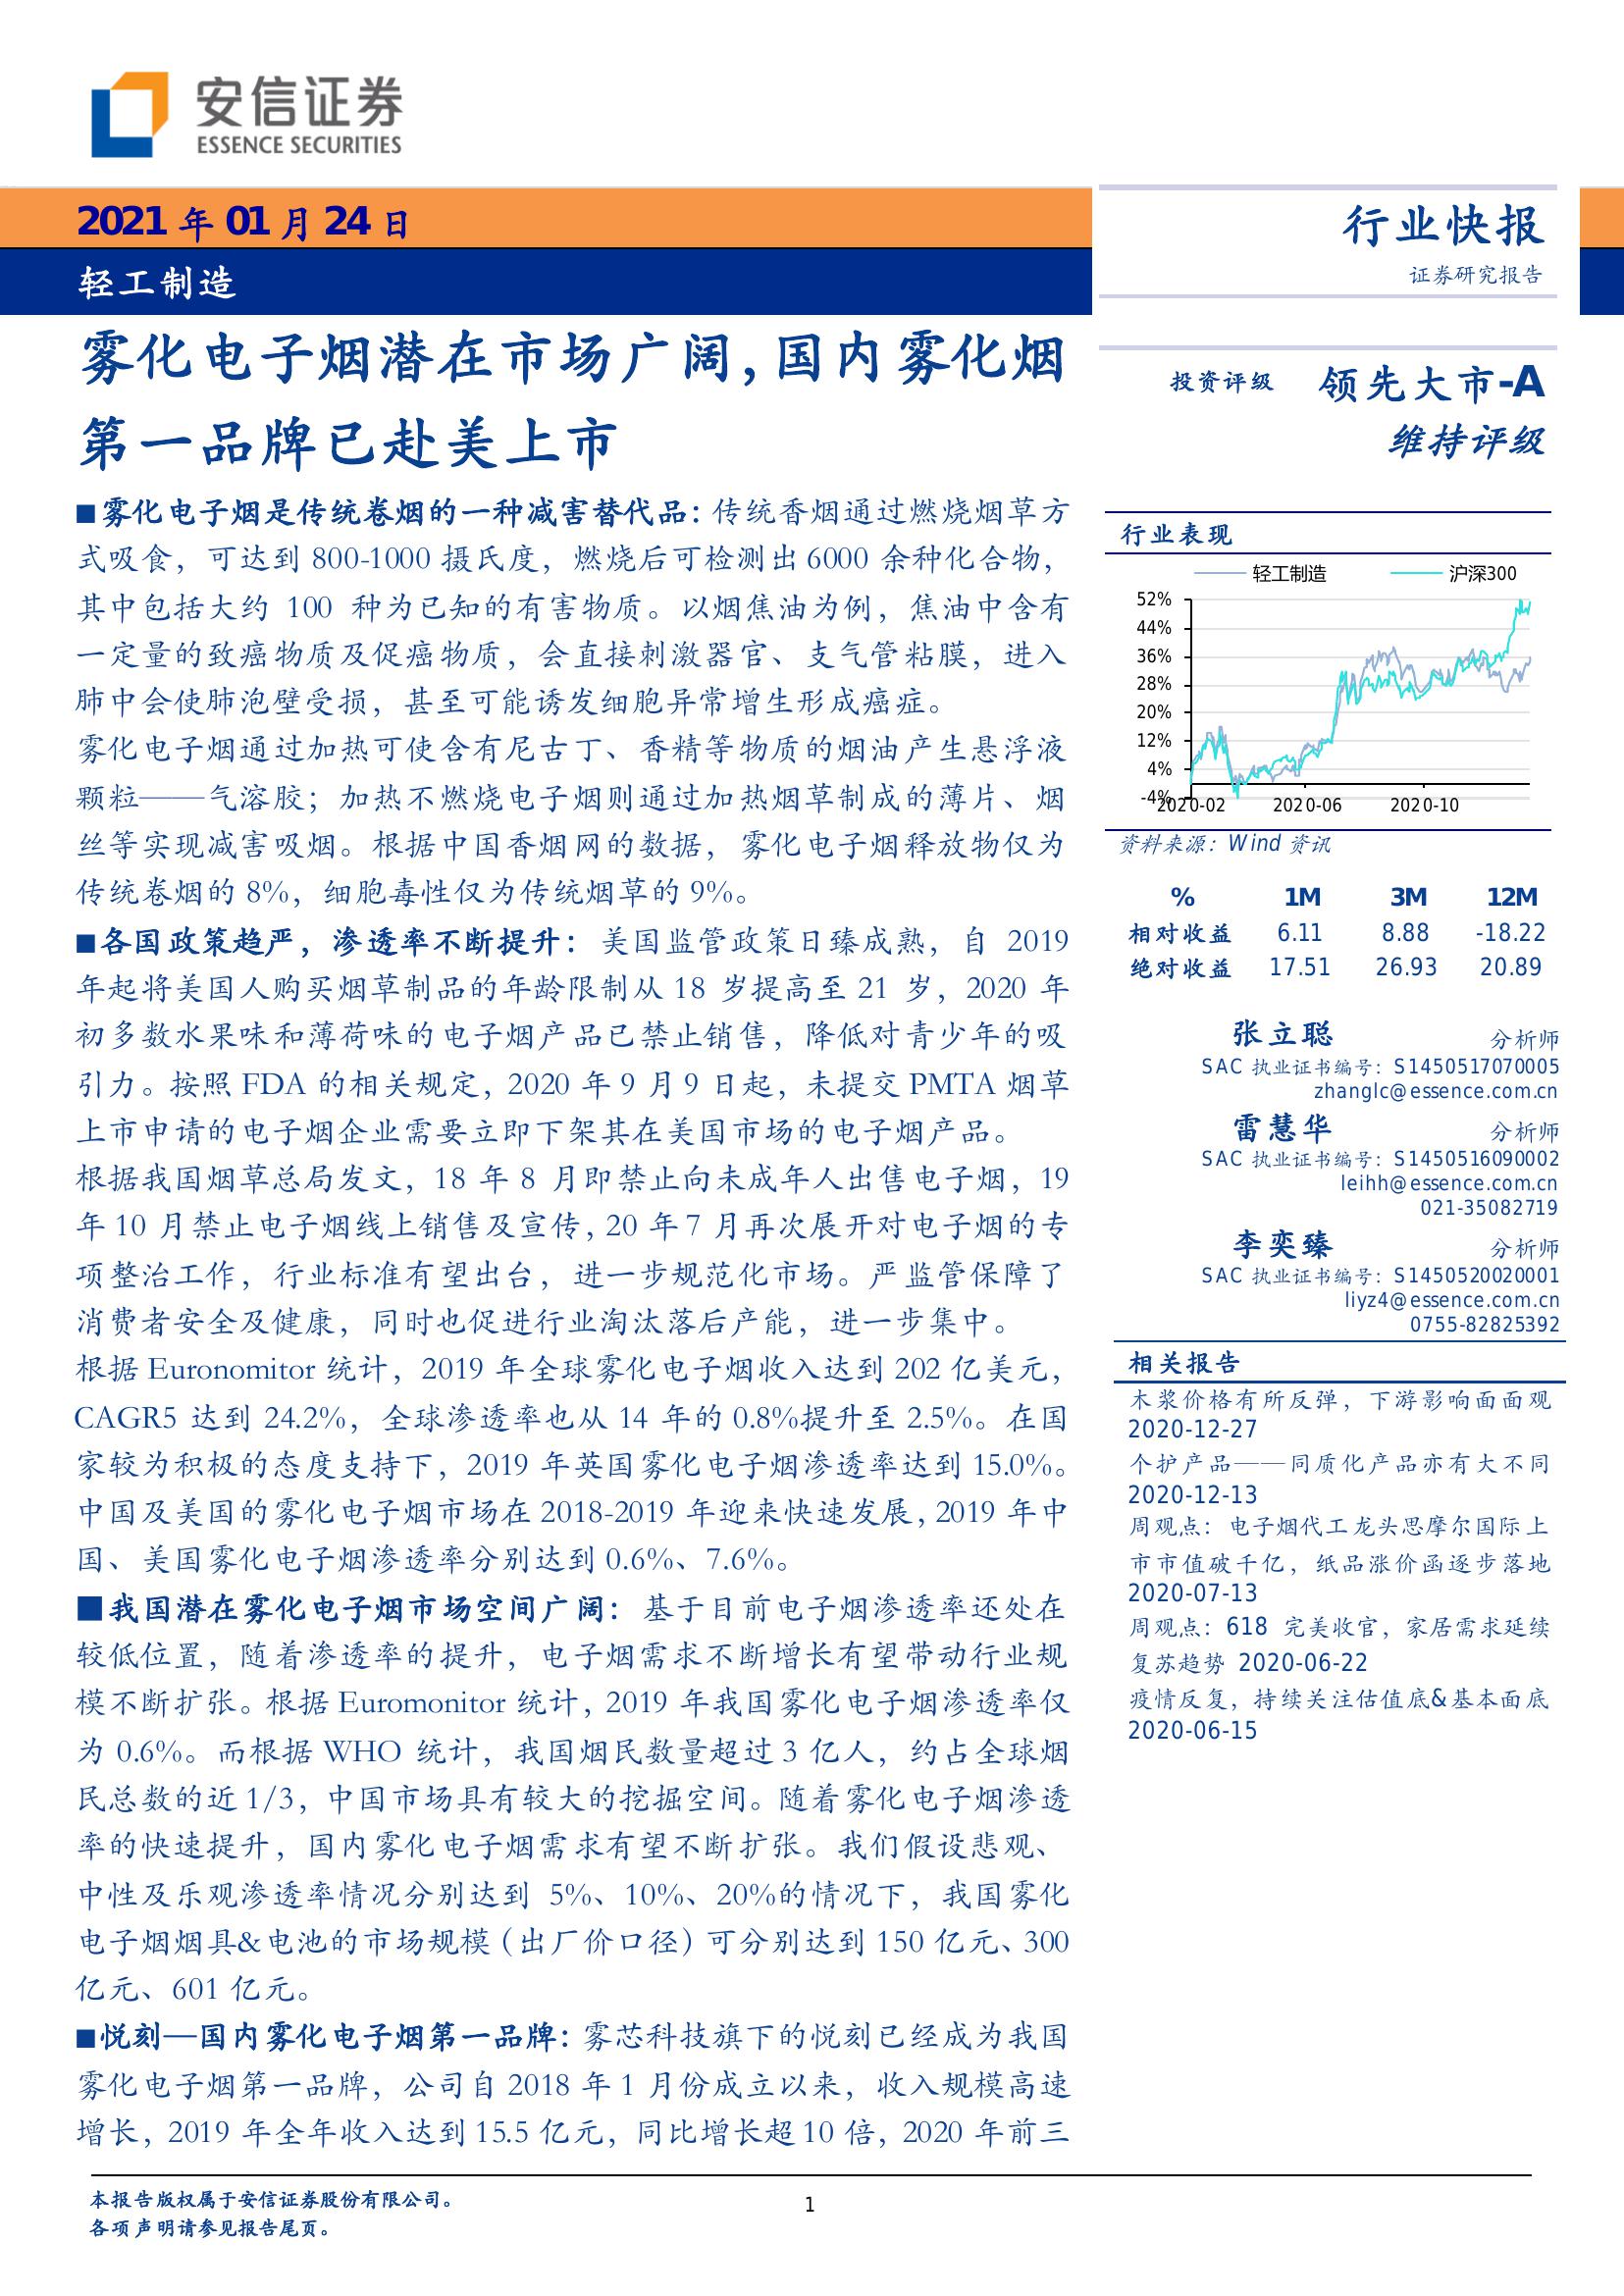 安信证券
ESSENCE SECURITIES
2021 年 01 月 24 日
轻工制造
行业快报
证券研究报告
雾化电子烟潜在市场广阔，国内雾化烟
第一品牌已赴美上市
■雾化电子烟是传统卷烟的一种减害替代品：传统香烟通过燃烧烟草方
式吸食，可达到 800-1000 摄氏度，燃烧后可检测出 6000 余种化合物，
其中包括大约 100 种为已知的有害物质。以烟焦油为例，焦油中含有
一定量的致癌物质及促癌物质，会直接刺激器官、支气管粘膜，进入
肺中会使肺泡壁受损，甚至可能诱发细胞异常增生形成癌症。
雾化电子烟通过加热可使含有尼古丁、香精等物质的烟油产生悬浮液
颗粒——气溶胶；加热不燃烧电子烟则通过加热烟草制成的薄片、烟
丝等实现减害吸烟。根据中国香烟网的数据，雾化电子烟释放物仅为
传统卷烟的 8%，细胞毒性仅为传统烟草的 9%。
■各国政策趋严，渗透率不断提升： 美国监管政策日臻成熟，自 2019
年起将美国人购买烟草制品的年龄限制从 18 岁提高至 21 岁，2020 年
初多数水果味和薄荷味的电子烟产品已禁止销售，降低对青少年的吸
引力。按照 FDA 的相关规定，2020 年 9 月 9 日起，未提交 PMTA 烟草
上市申请的电子烟企业需要立即下架其在美国市场的电子烟产品。
根据我国烟草总局发文，18 年 8 月即禁止向未成年人出售电子烟，19
年 10 月禁止电子烟线上销售及宣传，20 年 7 月再次展开对电子烟的专
项整治工作，行业标准有望出台，进一步规范化市场。严监管保障了
消费者安全及健康，同时也促进行业淘汰落后产能，进一步集中。
根据 Euronomitor 统计，2019 年全球雾化电子烟收入达到 202 亿美元，
CAGR5 达到 24.2%，全球渗透率也从 14 年的 0.8%提升至 2.5%。在国
家较为积极的态度支持下，2019 年英国雾化电子烟渗透率达到 15.0%。
中国及美国的雾化电子烟市场在 2018-2019 年迎来快速发展，2019 年中
国、美国雾化电子烟渗透率分别达到 0.6%、7.6%。
■我国潜在雾化电子烟市场空间广阔： 基于目前电子烟渗透率还处在
较低位置，随着渗透率的提升，电子烟需求不断增长有望带动行业规
模不断扩张。根据 Euromonitor 统计，2019 年我国雾化电子烟渗透率仅
为 0.6%。而根据 WHO 统计，我国烟民数量超过 3 亿人，约占全球烟
民总数的近 1/3，中国市场具有较大的挖掘空间。随着雾化电子烟渗透
率的快速提升，国内雾化电子烟需求有望不断扩张。我们假设悲观、
中性及乐观渗透率情况分别达到 5%、10%、20%的情况下，我国雾化
电子烟烟具&电池的市场规模（出厂价口径）可分别达到 150 亿元、300
亿元、601 亿元。
■悦刻—国内雾化电子烟第一品牌：雾芯科技旗下的悦刻已经成为我国
雾化电子烟第一品牌，公司自 2018 年 1 月份成立以来，收入规模高速
增长，2019 年全年收入达到 15.5 亿元，同比增长超 10 倍，2020 年前三
投资评级 领先大市-A
维持评级
行业表现
轻工制造 沪深300
52%
44%
36%
28%
20%
12%
4%
-4%
2020-02 2020-06 2020-10
资料来源：Wind 资讯
% 1M 3M 12M
相对收益 6.11 8.88 -18.22
绝对收益 17.51 26.93 20.89
张立聪 分析师
SAC 执业证书编号：S1450517070005
zhanglc@essence.com.cn
雷慧华 分析师
SAC 执业证书编号：S1450516090002
leihh@essence.com.cn
021-35082719
李奕臻 分析师
SAC 执业证书编号：S1450520020001
liyz4@essence.com.cn
0755-82825392
相关报告
木浆价格有所反弹，下游影响面面观
2020-12-27
个护产品——同质化产品亦有大不同
2020-12-13
周观点：电子烟代工龙头思摩尔国际上
市市值破千亿，纸品涨价函逐步落地
2020-07-13
周观点：618 完美收官，家居需求延续
复苏趋势 2020-06-22
疫情反复，持续关注估值底&基本面底
2020-06-15
本报告版权属于安信证券股份有限公司。
各项声明请参见报告尾页。
1